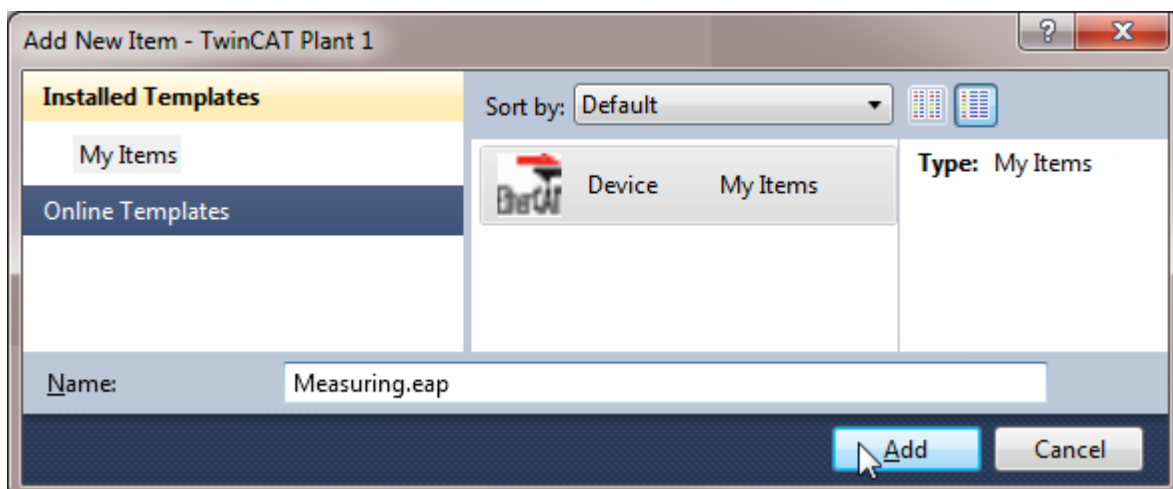 Add New Item - TwinCAT Plant 1
?
X
Installed Templates
My Items
Online Templates
Sort by: Default
EtherCAT
Device My Items
Type: My Items
Name: Measuring.eap
Add Cancel